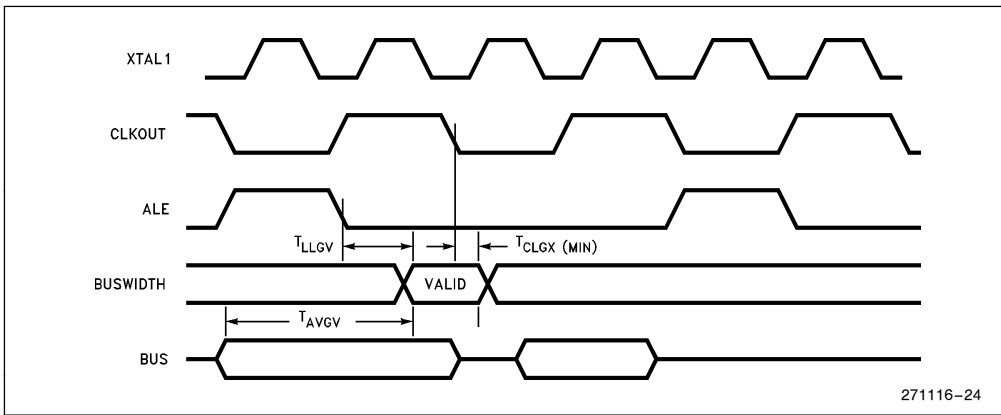 XTAL1
CLKOUT
ALE
TLLGV
TCLGX (MIN)
BUSWIDTH
VALID
TAVGV
BUS
271116-24